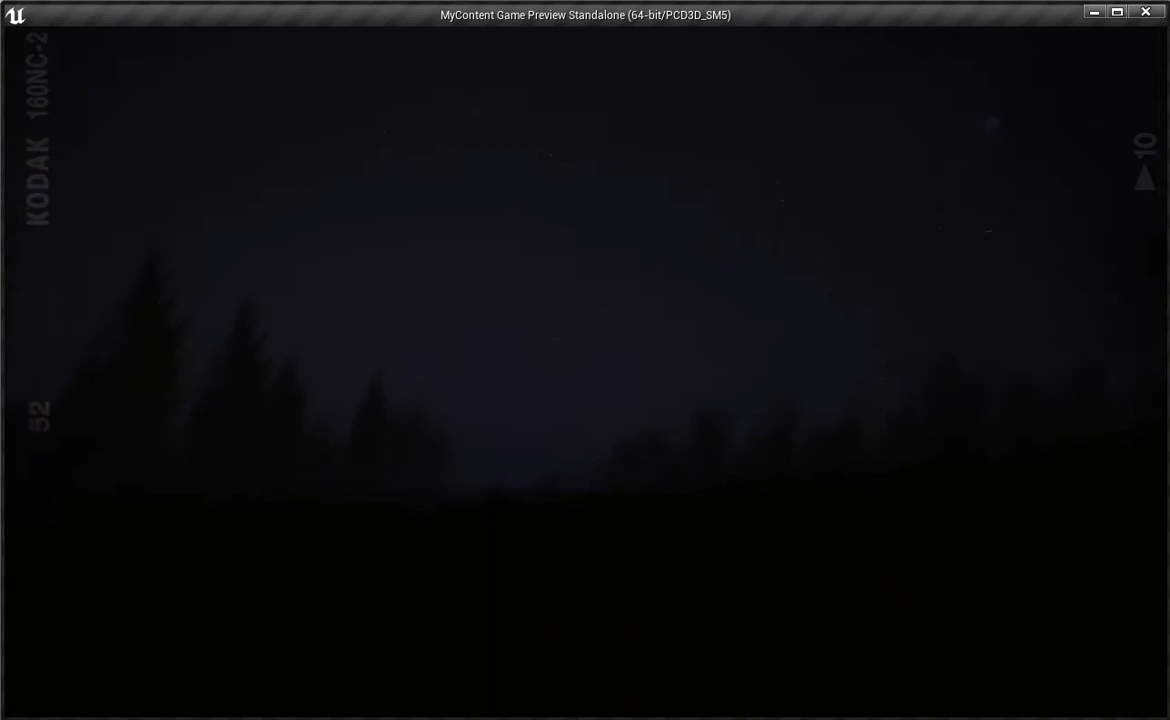 MyContent Game Preview Standalone (64-bit/PCD3D_SM5)
KODAK 160NC-2
52
10